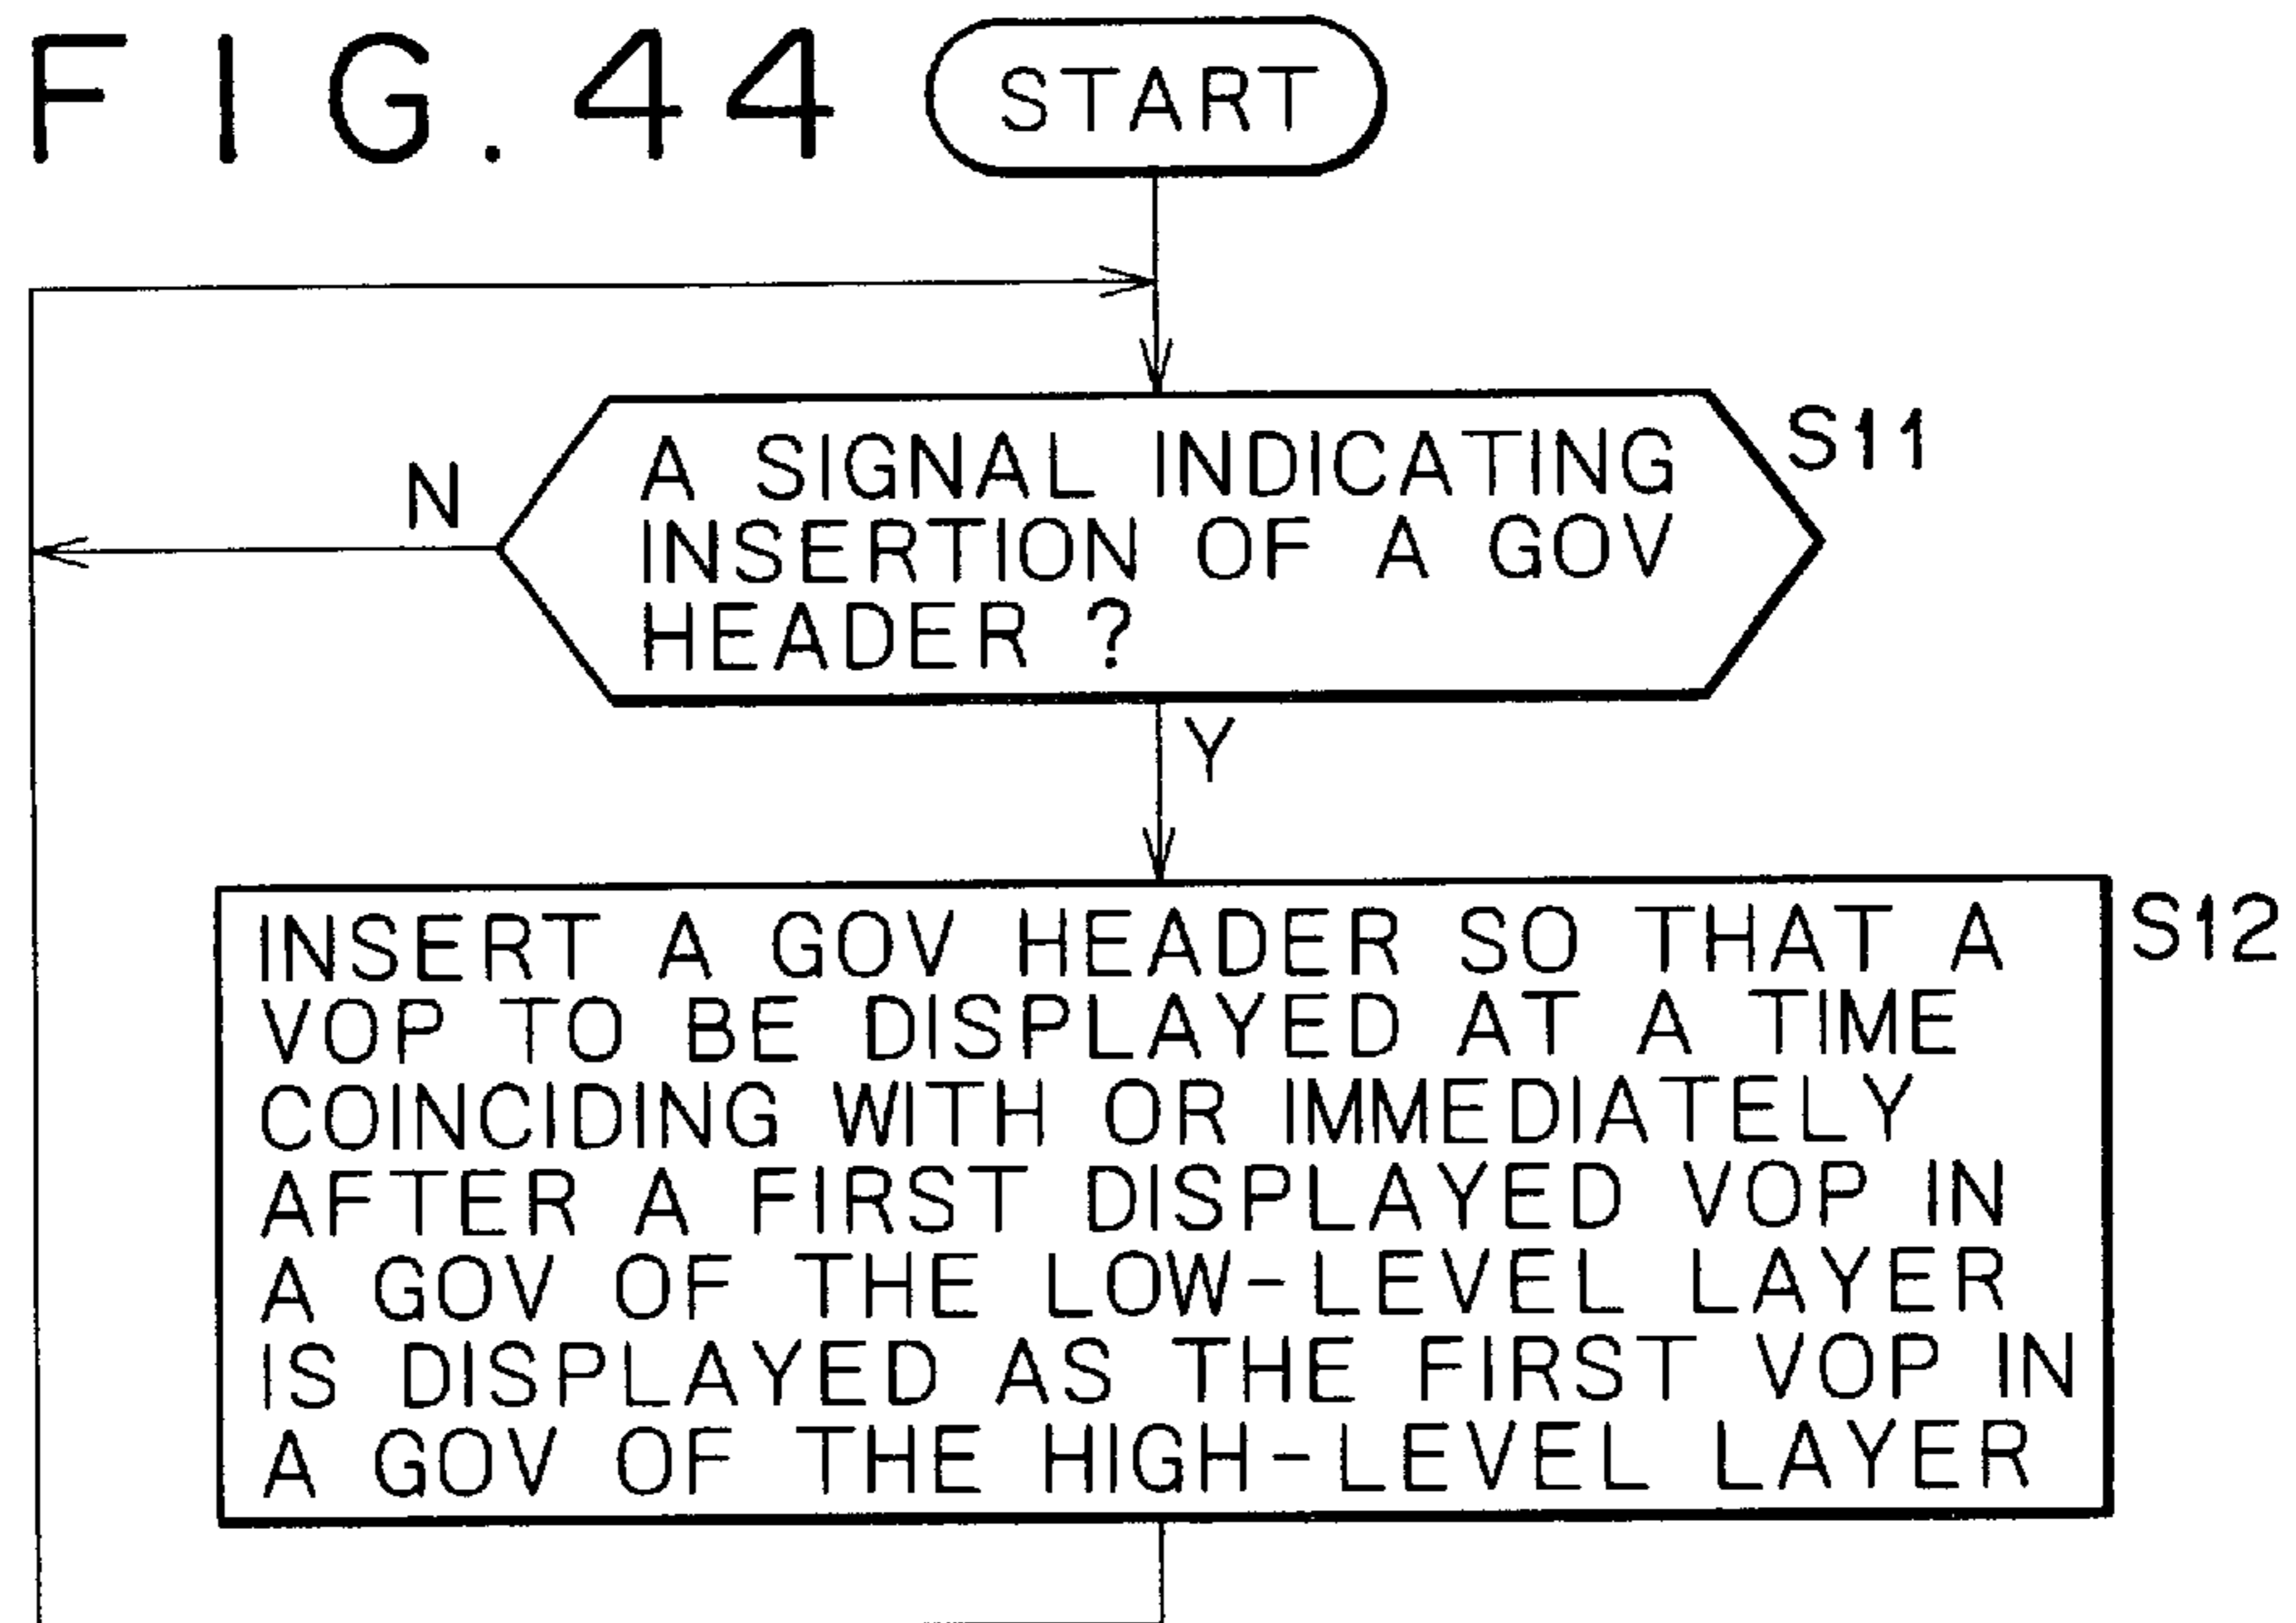 FIG. 44
START
A SIGNAL INDICATING
INSERTION OF A GOV
HEADER ?
S11
N
Y
INSERT A GOV HEADER SO THAT A
VOP TO BE DISPLAYED AT A TIME
COINCIDING WITH OR IMMEDIATELY
AFTER A FIRST DISPLAYED VOP IN
A GOV OF THE LOW-LEVEL LAYER
IS DISPLAYED AS THE FIRST VOP IN
A GOV OF THE HIGH-LEVEL LAYER
S12